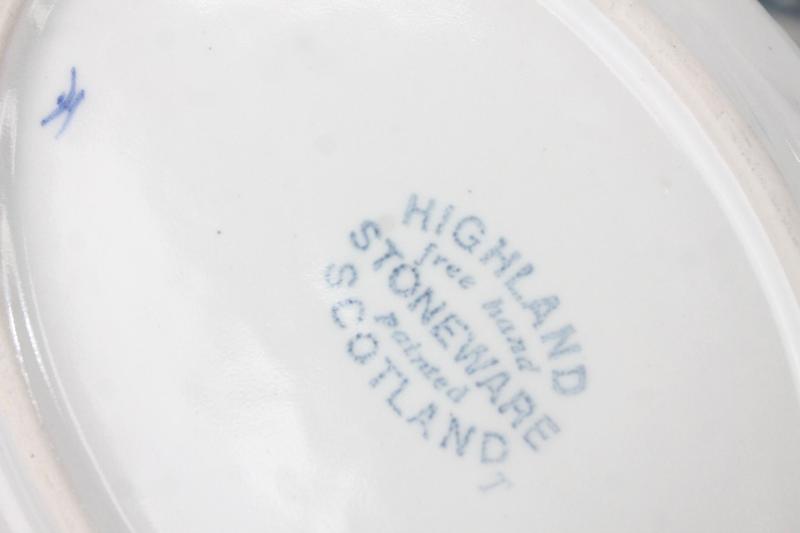 HIGHLAND
free hand
STONEWARE
painted
SCOTLAND
T